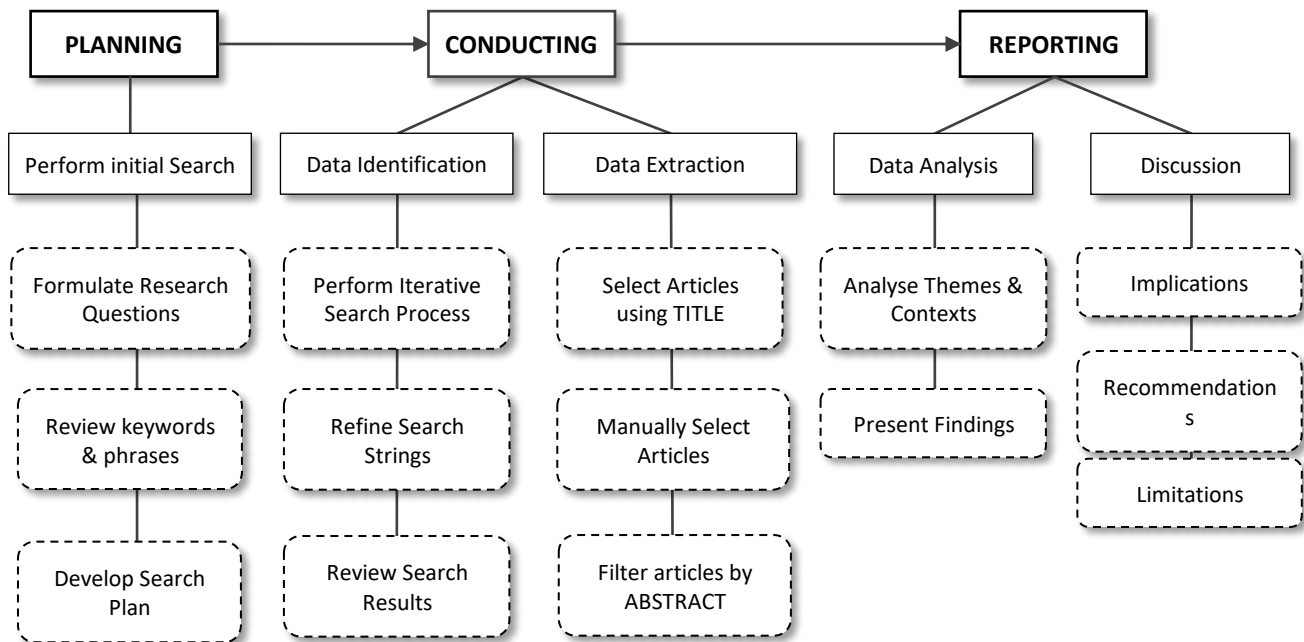 PLANNING
CONDUCTING
REPORTING
Perform initial Search
Data Identification
Data Extraction
Data Analysis
Discussion
Formulate Research
Questions
Perform Iterative
Search Process
Select Articles
using TITLE
Analyse Themes &
Contexts
Implications
Review keywords
& phrases
Refine Search
Strings
Manually Select
Articles
Present Findings
Recommendation
s
Limitations
Develop Search
Plan
Review Search
Results
Filter articles by
ABSTRACT